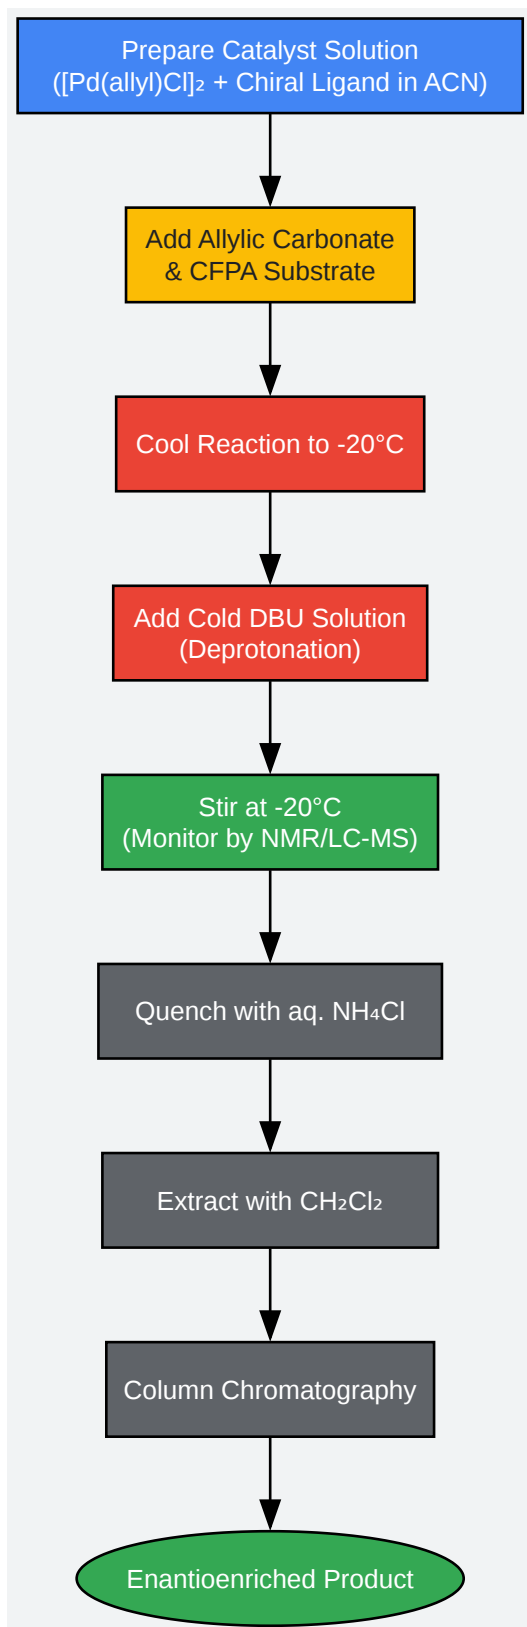 Prepare Catalyst Solution
([Pd(allyl)Cl]₂ + Chiral Ligand in ACN)
Add Allylic Carbonate
& CFPA Substrate
Cool Reaction to -20°C
Add Cold DBU Solution
(Deprotonation)
Stir at -20°C
(Monitor by NMR/LC-MS)
Quench with aq. NH₄Cl
Extract with CH₂Cl₂
Column Chromatography
Enantioenriched Product